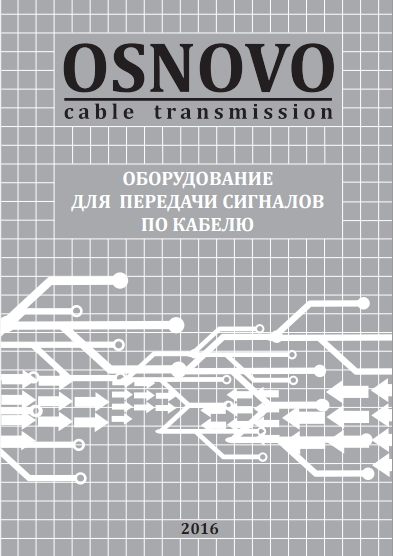 OSNOVO
cable transmission
ОБОРУДОВАНИЕ
ДЛЯ ПЕРЕДАЧИ СИГНАЛОВ
ПО КАБЕЛЮ
2016